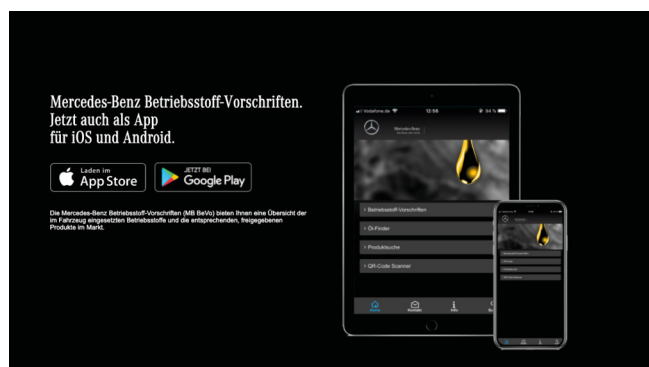 Mercedes-Benz Betriebsstoff-Vorschriften.
Jetzt auch als App
für iOS und Android.
Laden im
App Store
JETZT BEI
Google Play
Die Mercedes-Benz Betriebsstoff-Vorschriften (MB BeVo) bieten Ihnen eine Übersicht der
im Fahrzeug eingesetzten Betriebsstoffe und die entsprechenden, freigegebenen
Produkte im Markt.
Vodafone.de
12:56
94 %
Mercedes-Benz
> Betriebsstoff-Vorschriften
> Öl-Finder
> Produktsuche
> QR-Code Scanner
Home
Kontakt
Info